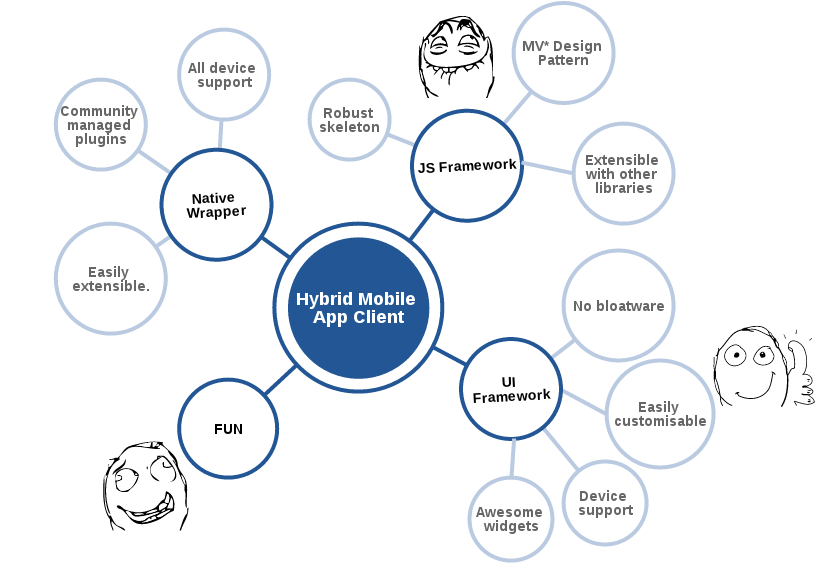 MV* Design
Pattern
All device
support
Community
managed
plugins
Robust
skeleton
JS Framework
Extensible
with other
libraries
Native
Wrapper
Easily
extensible.
Hybrid Mobile
App Client
No bloatware
UI
Framework
Easily
customisable
FUN
Awesome
widgets
Device
support